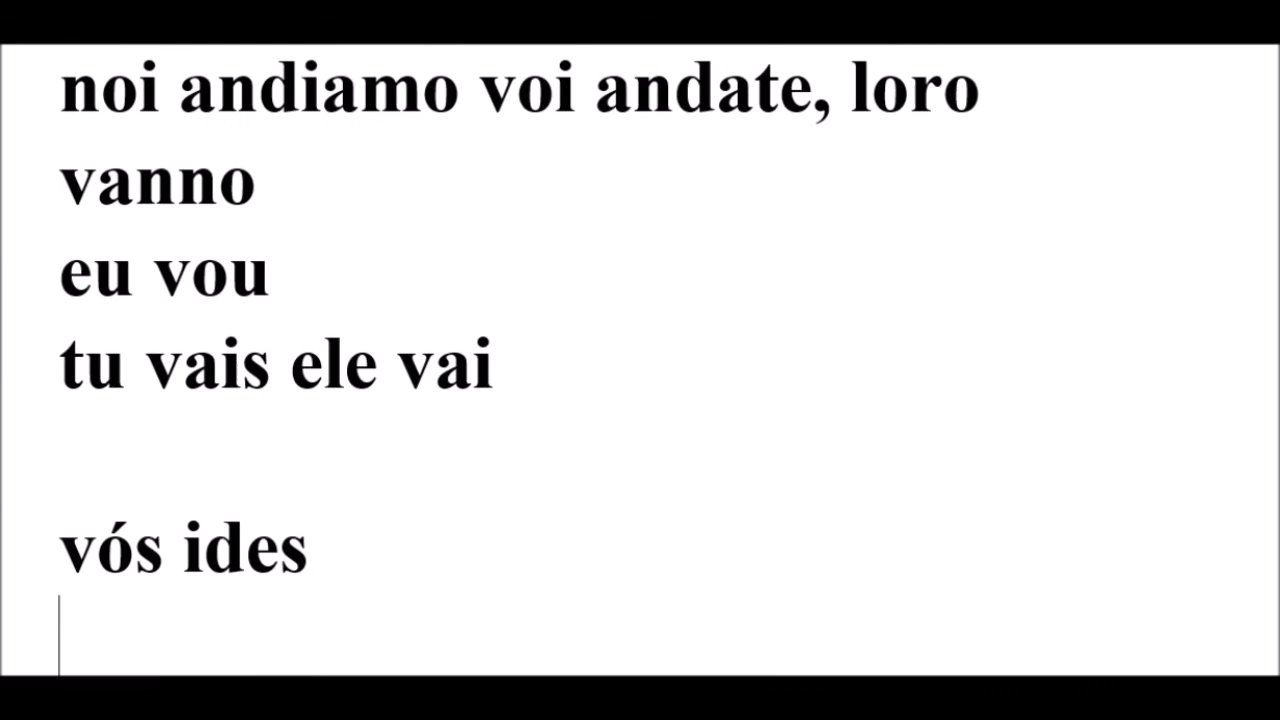 noi andiamo voi andate, loro
vanno
eu vou
tu vais ele vai
vós ides